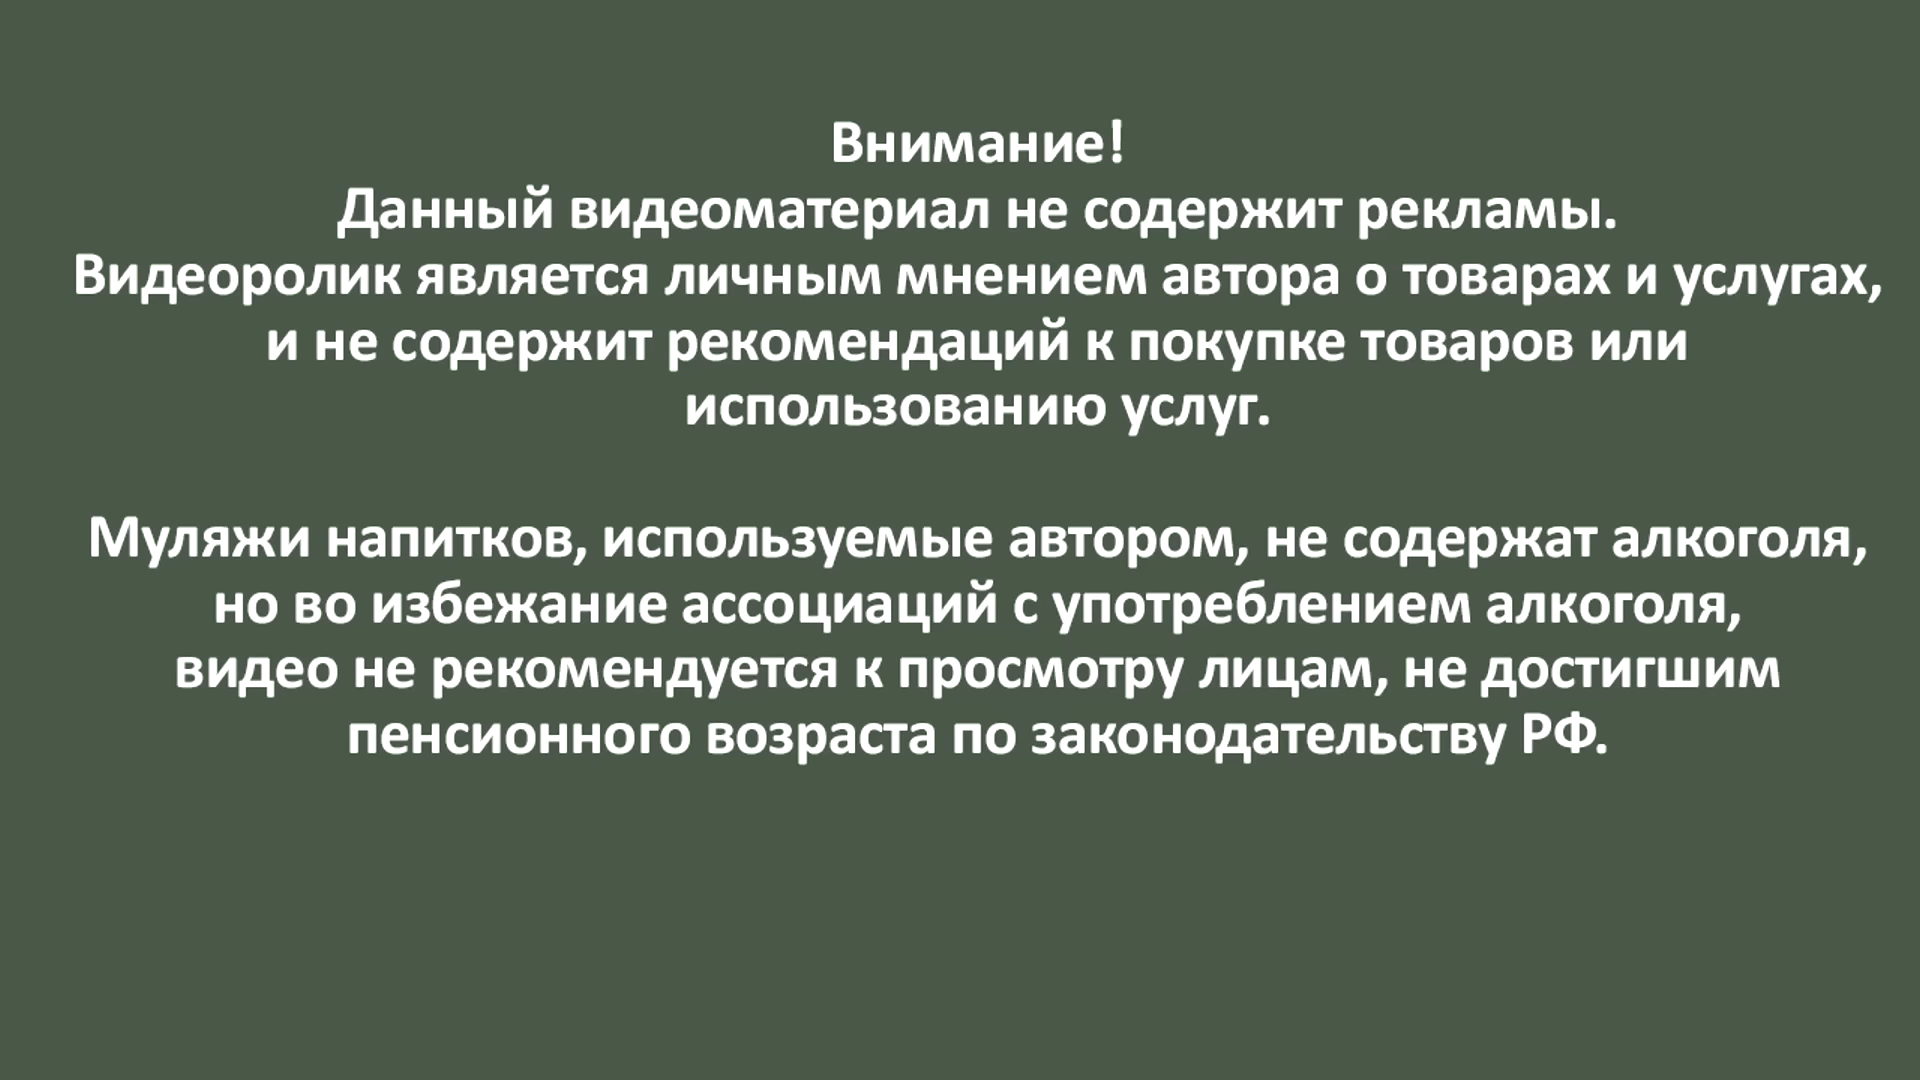 Внимание!
Данный видеоматериал не содержит рекламы.
Видеоролик является личным мнением автора о товарах и услугах,
и не содержит рекомендаций к покупке товаров или
использованию услуг.
Муляжи напитков, используемые автором, не содержат алкоголя,
но во избежание ассоциаций с употреблением алкоголя,
видео не рекомендуется к просмотру лицам, не достигшим
пенсионного возраста по законодательству РФ.